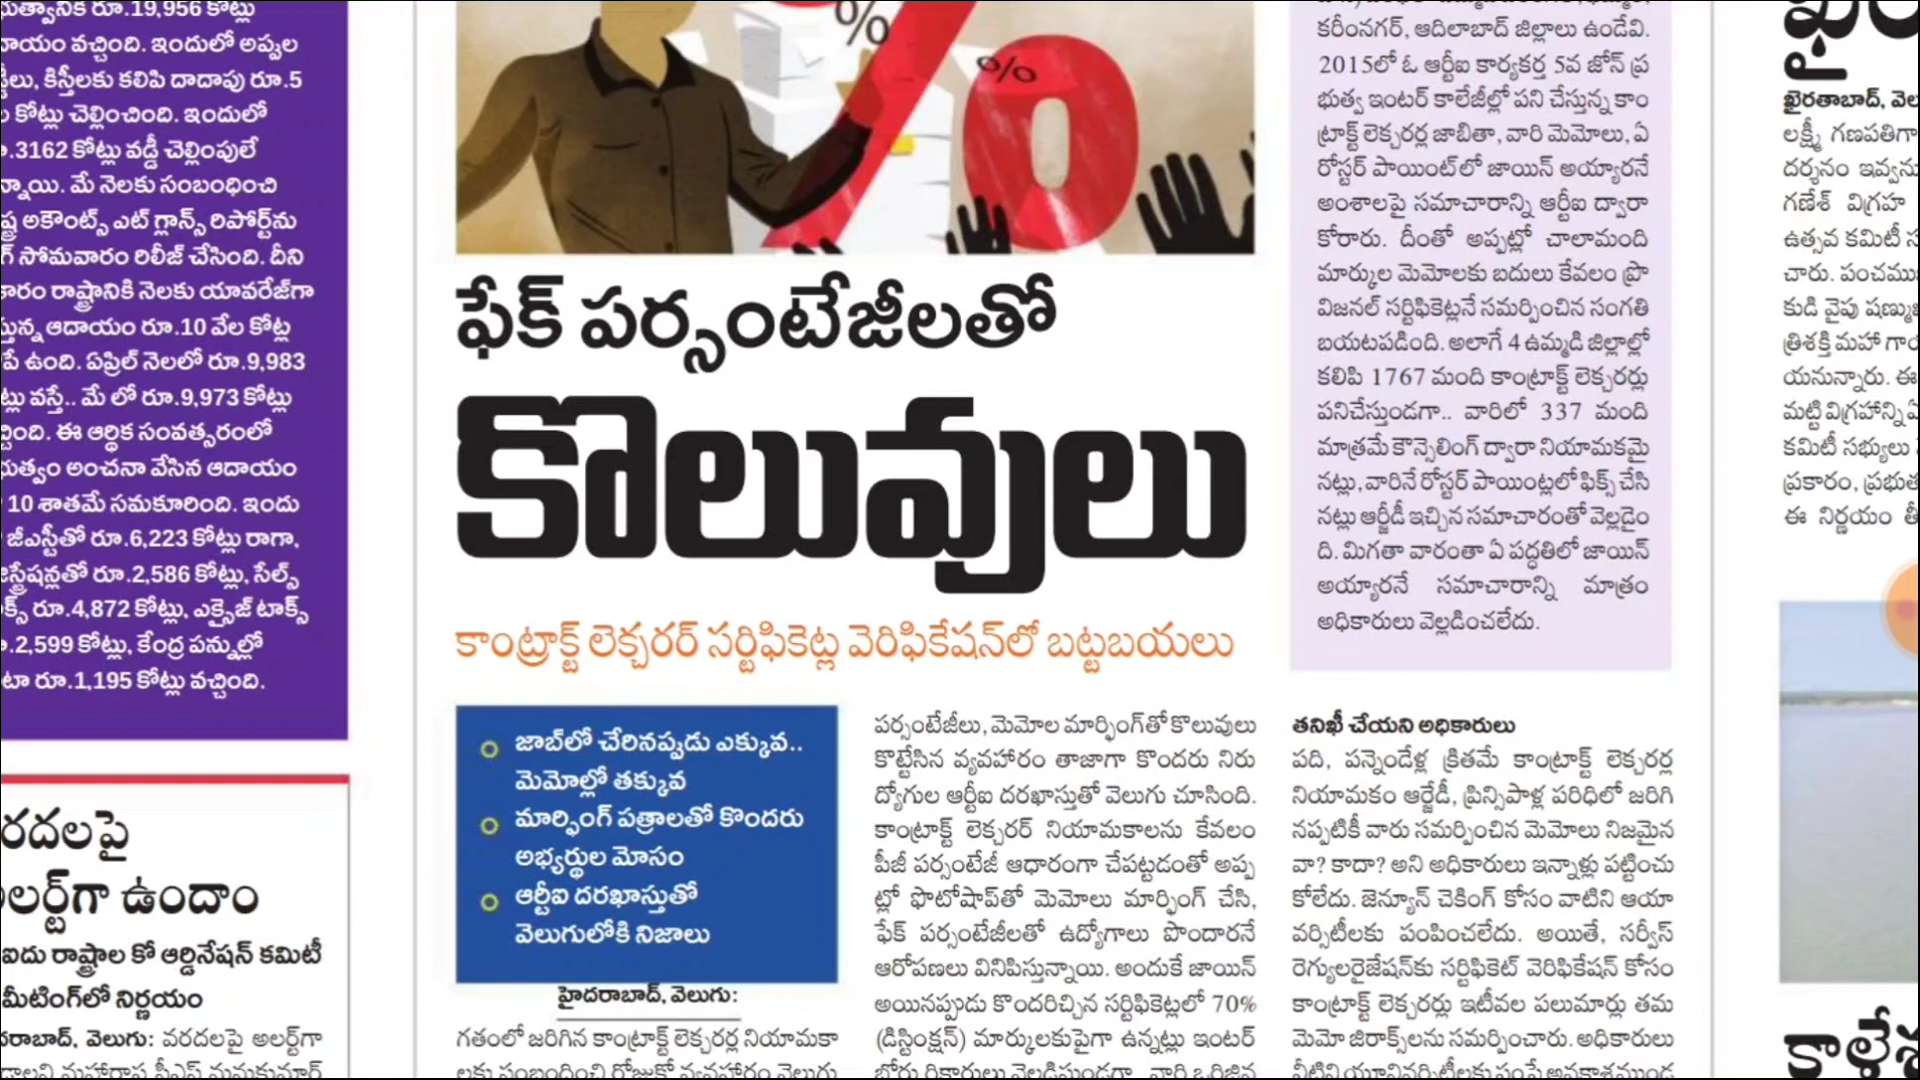 రూ.19,956 కోట్లు
వచ్చింది. ఇందులో అప్పుల
కిస్తీలకు కలిపి దాదాపు రూ.5
కోట్లు చెల్లించింది. ఇందులో
.3162 కోట్లు వడ్డీ చెల్లింపులే
మే నెలకు సంబంధించి
అకౌంట్స్ ఎట్ గ్లాన్స్ రిపోర్ట్‌ను
సోమవారం రిలీజ్ చేసింది. దీని
రాష్ట్రానికి నెలకు యావరేజ్‌గా
ఆదాయం రూ.10 వేల కోట్ల
ఉంది. ఏప్రిల్ నెలలో రూ.9,983
వస్తే.. మే లో రూ.9,973 కోట్లు
ఈ ఆర్థిక సంవత్సరంలో
అంచనా వేసిన ఆదాయం
10 శాతమే సమకూరింది. ఇందు
జీఎస్టీతో రూ.6,223 కోట్లు రాగా,
రూ.2,586 కోట్లు, సేల్స్
రూ.4,872 కోట్లు, ఎక్సైజ్ టాక్స్
.2,599 కోట్లు, కేంద్ర పన్నుల్లో
రూ.1,195 కోట్లు వచ్చింది.
ఉందాం
ఐదు రాష్ట్రాల కో ఆర్డినేషన్ కమిటీ
మీటింగ్‌లో నిర్ణయం
వెలుగు: వరదలపై అలర్ట్‌గా
%
%
ఫేక్ పర్సంటేజీలతో
కొలువులు
కాంట్రాక్ట్ లెక్చరర్ సర్టిఫికెట్ల వెరిఫికేషన్‌లో బట్టబయలు
జాబ్‌లో చేరినప్పుడు ఎక్కువ..
మెమోల్లో తక్కువ
మార్ఫింగ్ పత్రాలతో కొందరు
అభ్యర్థుల మోసం
ఆర్టీఐ దరఖాస్తుతో
వెలుగులోకి నిజాలు
హైదరాబాద్, వెలుగు:
గతంలో జరిగిన కాంట్రాక్ట్ లెక్చరర్ల నియామకా
పర్సంటేజీలు, మెమోల మార్ఫింగ్‌తో కొలువులు
కొట్టేసిన వ్యవహారం తాజాగా కొందరు నిరు
ద్యోగుల ఆర్టీఐ దరఖాస్తుతో వెలుగు చూసింది.
కాంట్రాక్ట్ లెక్చరర్ నియామకాలను కేవలం
పీజీ పర్సంటేజీ ఆధారంగా చేపట్టడంతో అప్ప
ట్లో ఫొటోషాప్‌తో మెమోలు మార్ఫింగ్ చేసి,
ఫేక్ పర్సంటేజీలతో ఉద్యోగాలు పొందారనే
ఆరోపణలు వినిపిస్తున్నాయి. అందుకే జాయిన్
అయినప్పుడు కొందరిచ్చిన సర్టిఫికెట్లలో 70%
(డిస్టింక్షన్) మార్కులకుపైగా ఉన్నట్లు ఇంటర్
కరీంనగర్, ఆదిలాబాద్ జిల్లాలు ఉండేవి.
2015లో ఓ ఆర్టీఐ కార్యకర్త 5వ జోన్ ప్ర
భుత్వ ఇంటర్ కాలేజీల్లో పని చేస్తున్న కాం
ట్రాక్ట్ లెక్చరర్ల జాబితా, వారి మెమోలు, ఏ
రోస్టర్ పాయింట్‌లో జాయిన్ అయ్యారనే
అంశాలపై సమాచారాన్ని ఆర్టీఐ ద్వారా
కోరారు. దీంతో అప్పట్లో చాలామంది
మార్కుల మెమోలకు బదులు కేవలం ప్రొ
విజనల్ సర్టిఫికెట్లనే సమర్పించిన సంగతి
బయటపడింది. అలాగే 4 ఉమ్మడి జిల్లాల్లో
కలిపి 1767 మంది కాంట్రాక్ట్ లెక్చరర్లు
పనిచేస్తుండగా.. వారిలో 337 మంది
మాత్రమే కౌన్సెలింగ్ ద్వారా నియామకమై
నట్లు, వారినే రోస్టర్ పాయింట్లలో ఫిక్స్ చేసి
నట్లు ఆర్జీడీ ఇచ్చిన సమాచారంతో వెల్లడైం
ది. మిగతా వారంతా ఏ పద్ధతిలో జాయిన్
అయ్యారనే సమాచారాన్ని మాత్రం
అధికారులు వెల్లడించలేదు.
తనిఖీ చేయని అధికారులు
పది, పన్నెండేళ్ల క్రితమే కాంట్రాక్ట్ లెక్చరర్ల
నియామకం ఆర్జేడీ, ప్రిన్సిపాళ్ల పరిధిలో జరిగి
నప్పటికీ వారు సమర్పించిన మెమోలు నిజమైన
వా? కాదా? అని అధికారులు ఇన్నాళ్లు పట్టించు
కోలేదు. జెన్యూన్ చెకింగ్ కోసం వాటిని ఆయా
వర్సిటీలకు పంపించలేదు. అయితే, సర్వీస్
రెగ్యులరైజేషన్‌కు సర్టిఫికెట్ వెరిఫికేషన్ కోసం
కాంట్రాక్ట్ లెక్చరర్లు ఇటీవల పలుమార్లు తమ
మెమో జిరాక్స్‌లను సమర్పించారు. అధికారులు
ఖైరతాబాద్,
లక్ష్మీ
దర్శనం
గణేశ్ విగ్రహ
ఉత్సవ కమిటీ
చారు.
కుడి వైపు
త్రిశక్తి మహా
యనున్నారు. ఈ
మట్టి విగ్రహాన్ని
కమిటీ సభ్యులు
ప్రకారం,
ఈ నిర్ణయం